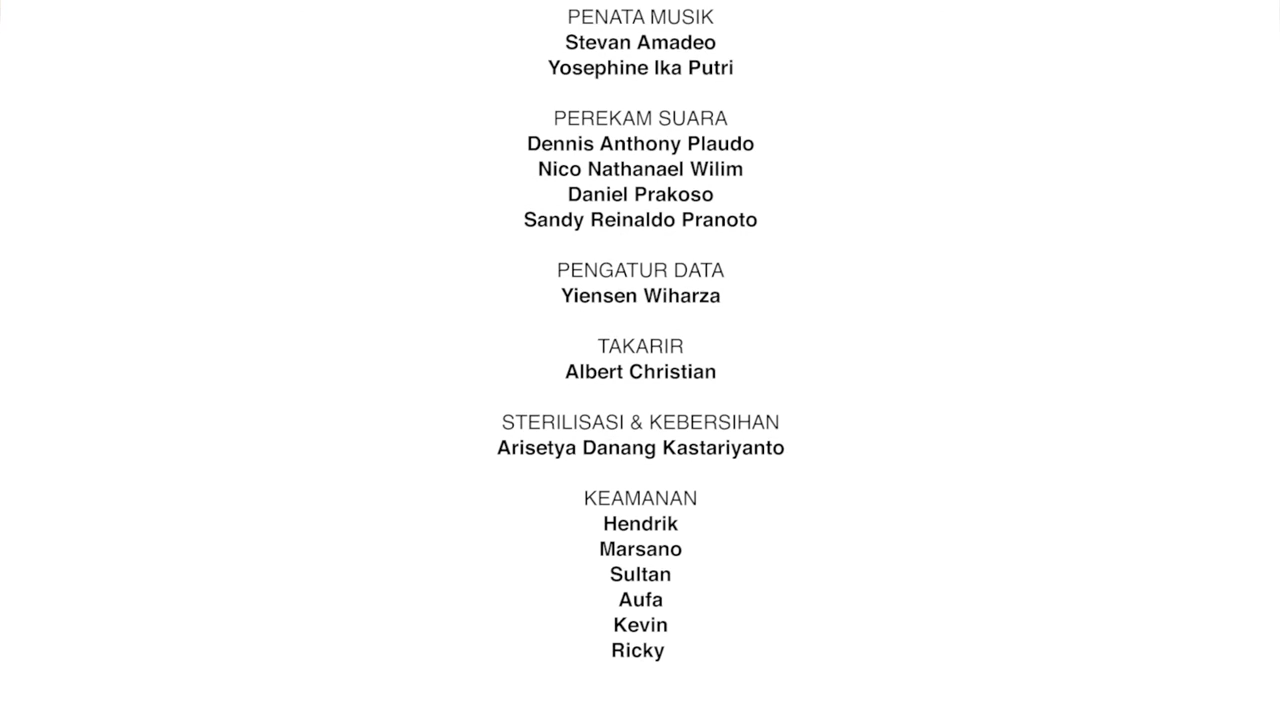 PENATA MUSIK
Stevan Amadeo
Yosephine Ika Putri
PEREKAM SUARA
Dennis Anthony Plaudo
Nico Nathanael Wilim
Daniel Prakoso
Sandy Reinaldo Pranoto
PENGATUR DATA
Yiensen Wiharza
TAKARIR
Albert Christian
STERILISASI & KEBERSIHAN
Arisetya Danang Kastariyanto
KEAMANAN
Hendrik
Marsano
Sultan
Aufa
Kevin
Ricky